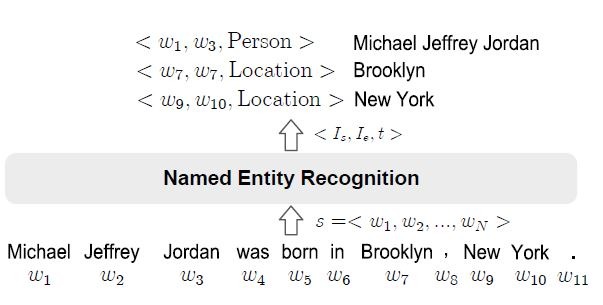 < w₁, w₃, Person > Michael Jeffrey Jordan
< w₇, w₇, Location > Brooklyn
< w₉, w₁₀, Location > New York
< Iₛ, Iₑ, t >
Named Entity Recognition
s =< w₁, w₂, ..., w_N >
Michael Jeffrey Jordan was born in Brooklyn , New York .
w₁ w₂ w₃ w₄ w₅ w₆ w₇ w₈ w₉ w₁₀ w₁₁